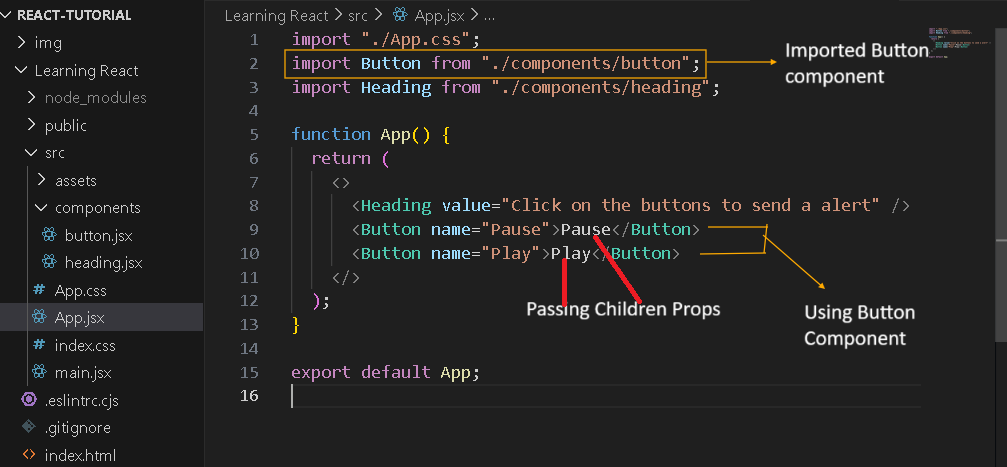 REACT-TUTORIAL
img
Learning React
node_modules
public
src
assets
components
button.jsx
heading.jsx
App.css
App.jsx
index.css
main.jsx
.eslintrc.cjs
.gitignore
index.html
Learning React > src > App.jsx > ...
1 import "./App.css";
2 import Button from "./components/button";
3 import Heading from "./components/heading";
4
5 function App() {
6 return (
7 <>
8 <Heading value="Click on the buttons to send a alert" />
9 <Button name="Pause">Pause</Button>
10 <Button name="Play">Play</Button>
11 </>
12 );
13 }
14
15 export default App;
16
Imported Button
component
Passing Children Props
Using Button
Component